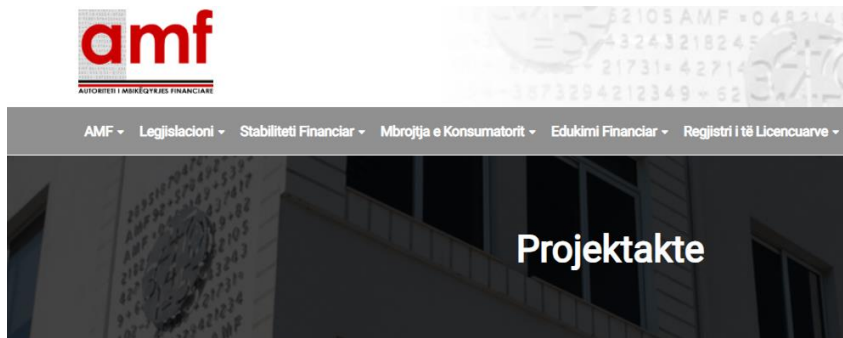 amf
AUTORITETI I MBIKËQYRJES FINANCIARE
AMF Legjislacioni Stabiliteti Financiar Mbrojtja e Konsumatorit Edukimi Financiar Regjistri i të Licencuarve
Projektakte